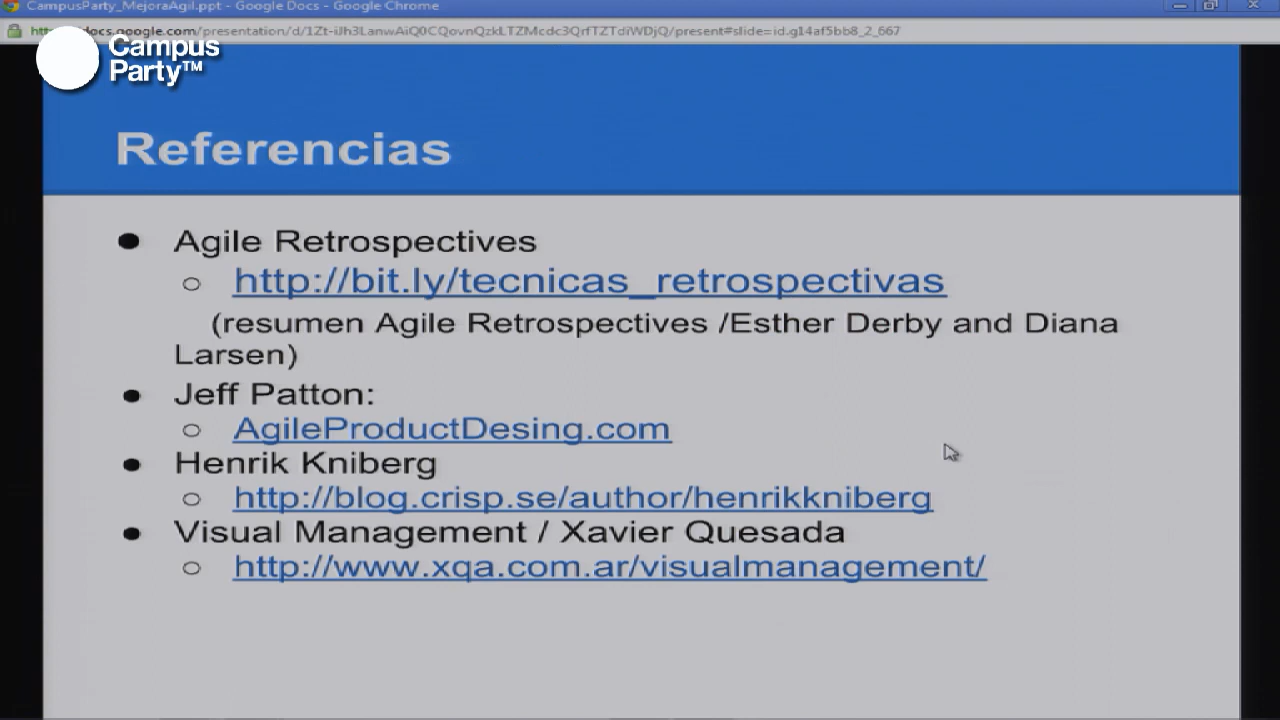 CampusParty_MejoraAgil.ppt - Google Docs - Google Chrome
docs.google.com/presentation/d/1Zt-iJh3LanwAiQ0CQovnQzkLTZMcdc3QrfTZTdiWDjQ/present#slide=id.g14af5bb8_2_667
Campus
Party™
Referencias
Agile Retrospectives
http://bit.ly/tecnicas_retrospectivas
(resumen Agile Retrospectives /Esther Derby and Diana
Larsen)
Jeff Patton:
AgileProductDesing.com
Henrik Kniberg
http://blog.crisp.se/author/henrikkniberg
Visual Management / Xavier Quesada
http://www.xqa.com.ar/visualmanagement/